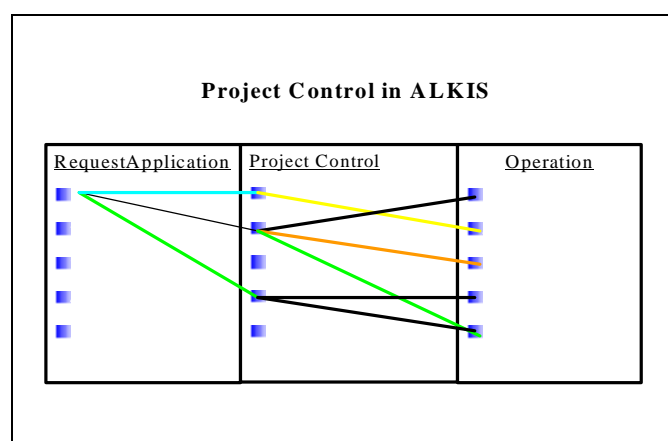 Project Control in ALKIS
RequestApplication
Project Control
Operation